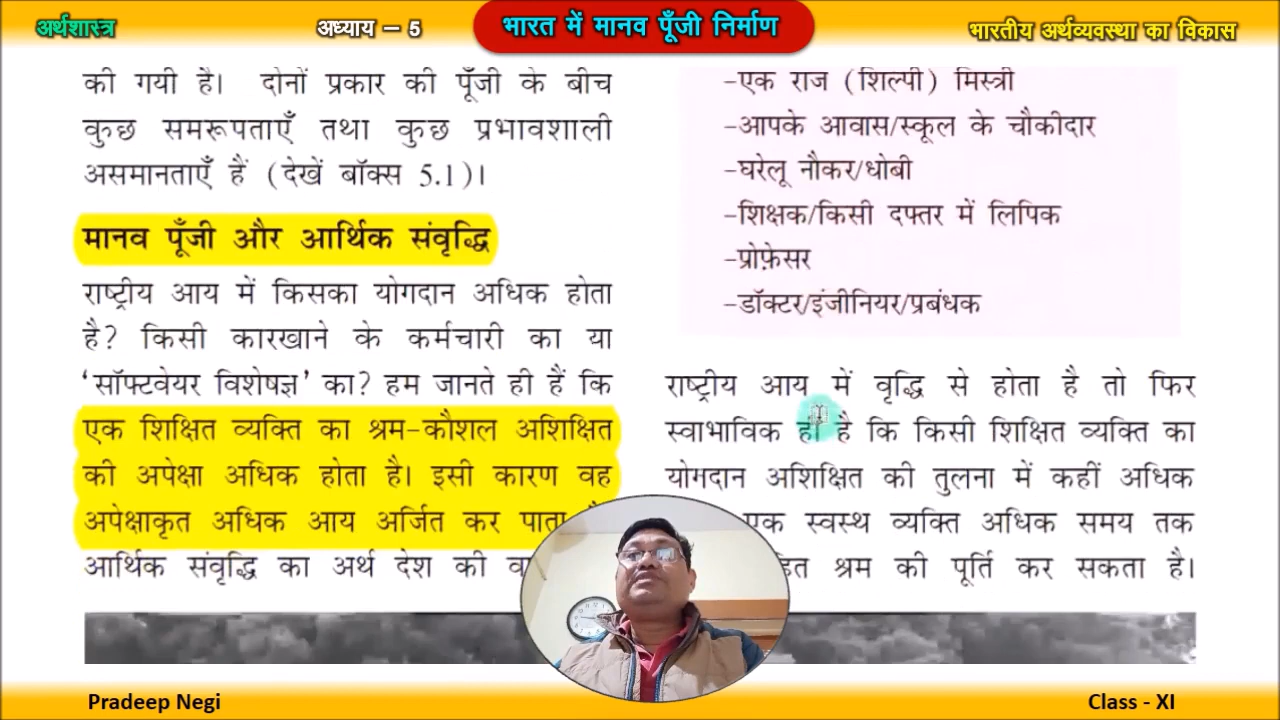 अर्थशास्त्र
अध्याय – 5
भारत में मानव पूँजी निर्माण
भारतीय अर्थव्यवस्था का विकास
की गयी है। दोनों प्रकार की पूँजी के बीच
कुछ समरूपताएँ तथा कुछ प्रभावशाली
असमानताएँ हैं (देखें बॉक्स 5.1)।
मानव पूँजी और आर्थिक संवृद्धि
राष्ट्रीय आय में किसका योगदान अधिक होता
है? किसी कारखाने के कर्मचारी का या
‘सॉफ्टवेयर विशेषज्ञ’ का? हम जानते ही हैं कि
एक शिक्षित व्यक्ति का श्रम-कौशल अशिक्षित
की अपेक्षा अधिक होता है। इसी कारण वह
अपेक्षाकृत अधिक आय अर्जित कर पाता
आर्थिक संवृद्धि का अर्थ देश की
-एक राज (शिल्पी) मिस्त्री
-आपके आवास/स्कूल के चौकीदार
-घरेलू नौकर/धोबी
-शिक्षक/किसी दफ्तर में लिपिक
-प्रोफ़ेसर
-डॉक्टर/इंजीनियर/प्रबंधक
राष्ट्रीय आय में वृद्धि से होता है तो फिर
स्वाभाविक ही है कि किसी शिक्षित व्यक्ति का
योगदान अशिक्षित की तुलना में कहीं अधिक
एक स्वस्थ व्यक्ति अधिक समय तक
श्रम की पूर्ति कर सकता है।
Pradeep Negi
Class - XI